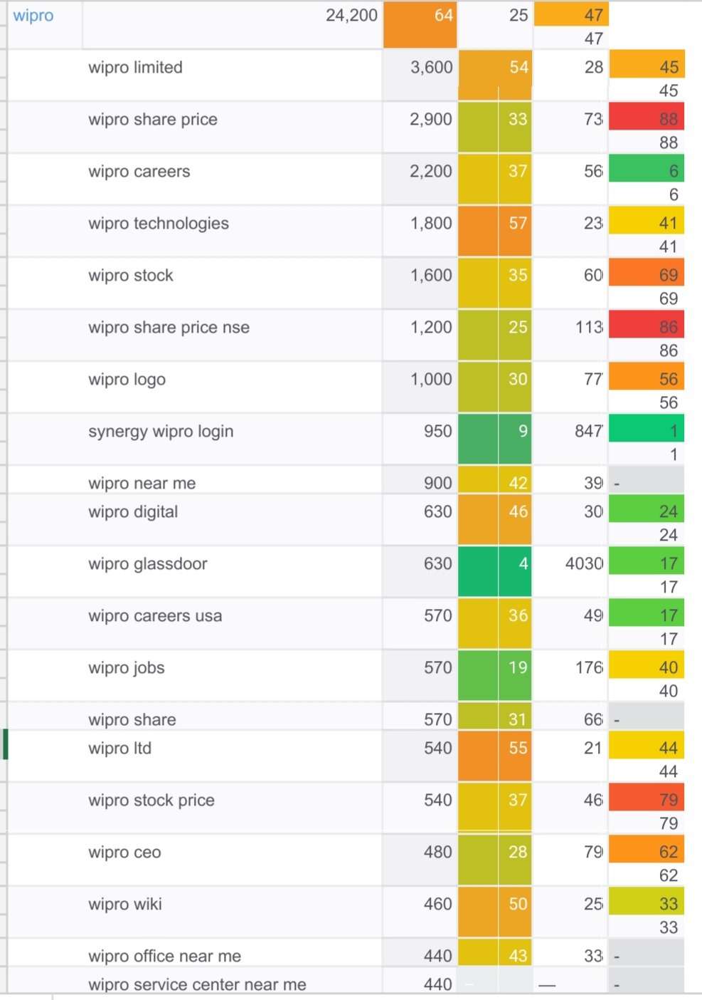 wipro 24,200 64 25 47
47
wipro limited 3,600 54 28 45
45
wipro share price 2,900 33 73 88
88
wipro careers 2,200 37 56 6
6
wipro technologies 1,800 57 23 41
41
wipro stock 1,600 35 60 69
69
wipro share price nse 1,200 25 113 86
86
wipro logo 1,000 30 77 56
56
synergy wipro login 950 9 847 1
1
wipro near me 900 42 39 -
wipro digital 630 46 30 24
24
wipro glassdoor 630 4 4030 17
17
wipro careers usa 570 36 49 17
17
wipro jobs 570 19 176 40
40
wipro share 570 31 66 -
wipro ltd 540 55 21 44
44
wipro stock price 540 37 46 79
79
wipro ceo 480 28 79 62
62
wipro wiki 460 50 25 33
33
wipro office near me 440 43 33 -
wipro service center near me 440 – — -